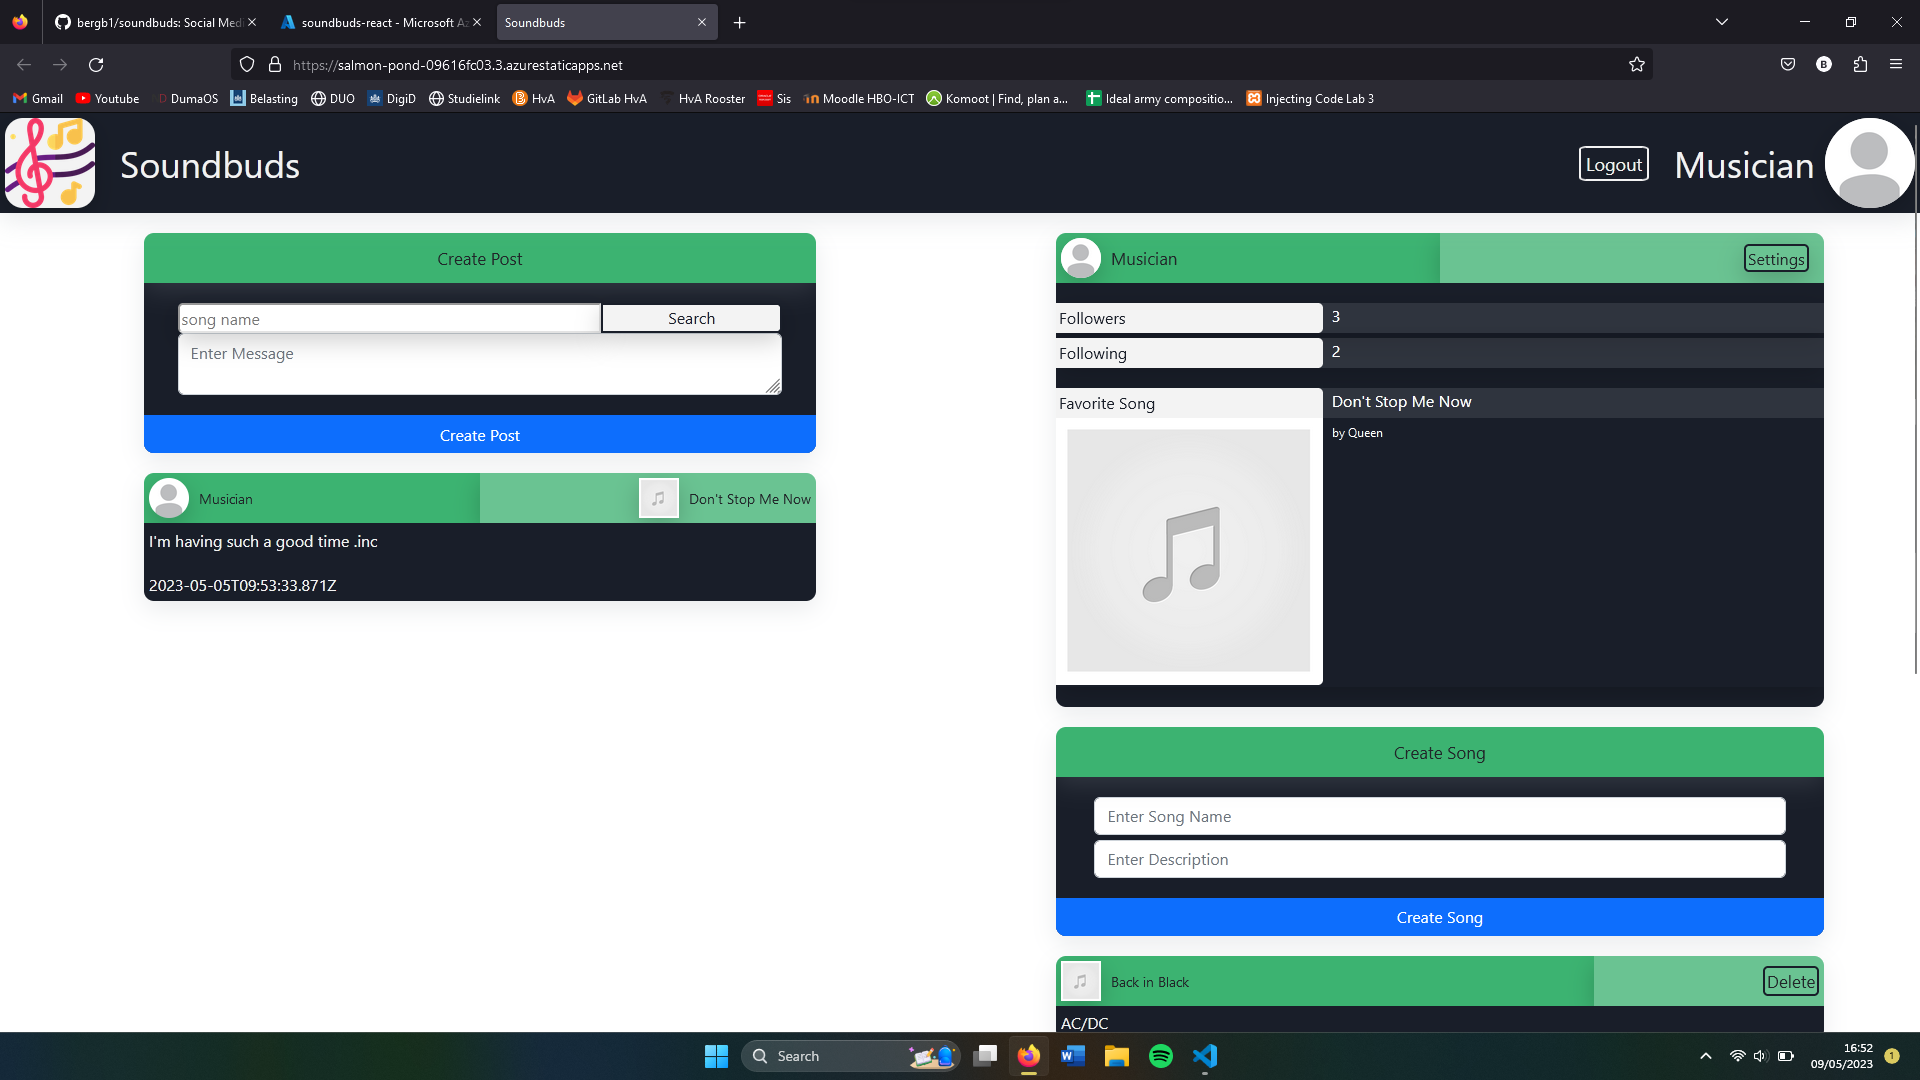 bergb1/soundbuds: Social Medi
soundbuds-react - Microsoft Az
Soundbuds
https://salmon-pond-09616fc03.3.azurestaticapps.net
B
Gmail
Youtube
DumaOS
Belasting
DUO
DigiD
Studielink
HvA
GitLab HvA
HvA Rooster
Sis
Moodle HBO-ICT
Komoot | Find, plan a...
Ideal army compositio...
Injecting Code Lab 3
Soundbuds
Logout
Musician
Create Post
song name
Search
Enter Message
Create Post
Musician
Don't Stop Me Now
I'm having such a good time .inc
2023-05-05T09:53:33.871Z
Musician
Settings
Followers
3
Following
2
Favorite Song
Don't Stop Me Now
by Queen
Create Song
Enter Song Name
Enter Description
Create Song
Back in Black
Delete
AC/DC
Search
16:52
09/05/2023
1